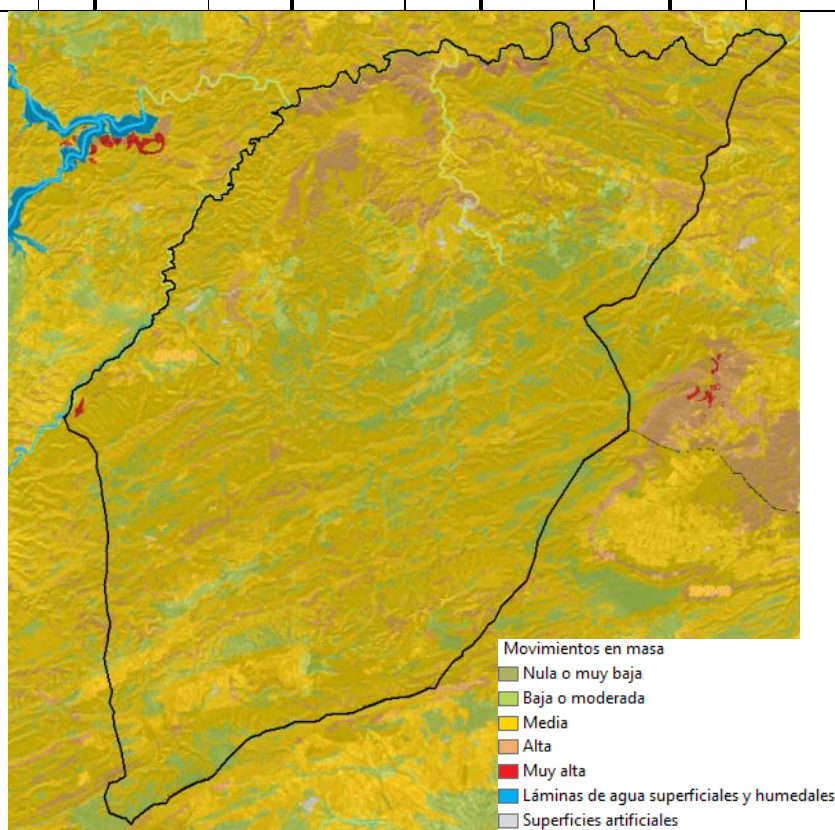 Movimientos en masa
Nula o muy baja
Baja o moderada
Media
Alta
Muy alta
Láminas de agua superficiales y humedales
Superficies artificiales